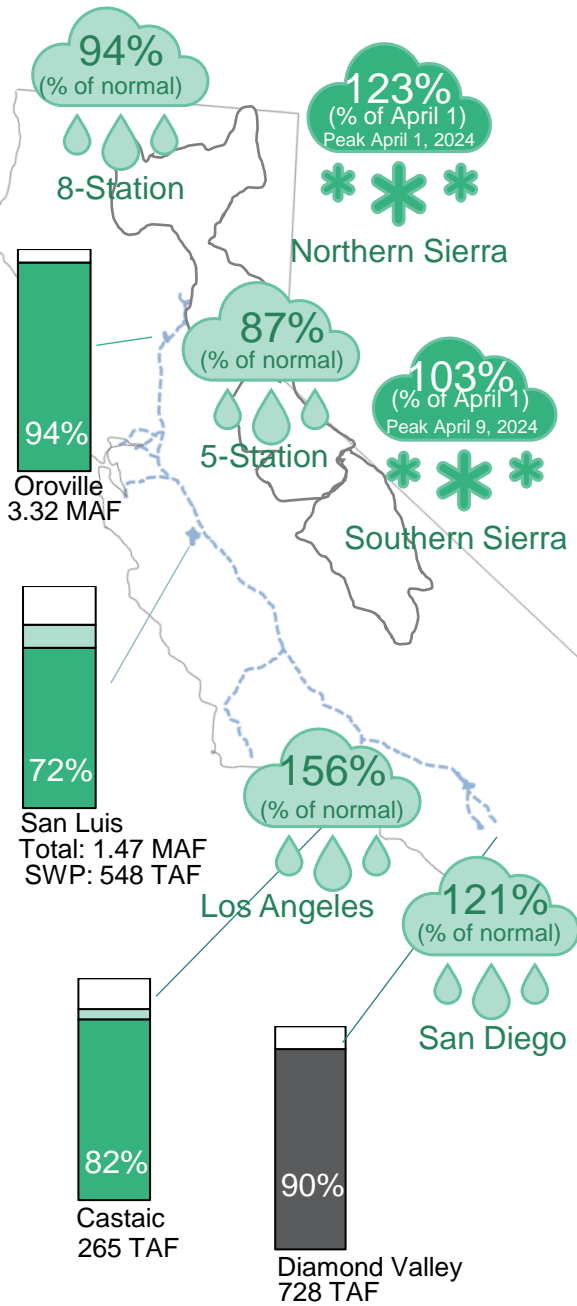 94%
(% of normal)
8-Station
123%
(% of April 1)
Peak April 1, 2024
Northern Sierra
94%
Oroville
3.32 MAF
87%
(% of normal)
5-Station
103%
(% of April 1)
Peak April 9, 2024
Southern Sierra
72%
San Luis
Total: 1.47 MAF
SWP: 548 TAF
156%
(% of normal)
Los Angeles
121%
(% of normal)
San Diego
82%
Castaic
265 TAF
90%
Diamond Valley
728 TAF